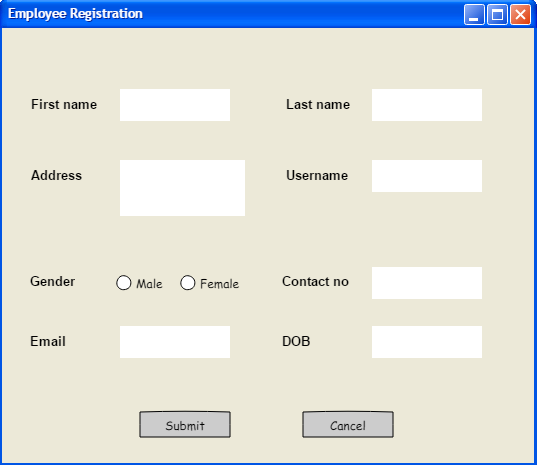 Employee Registration
First name Last name
Address Username
Gender Male Female Contact no
Email DOB
Submit Cancel